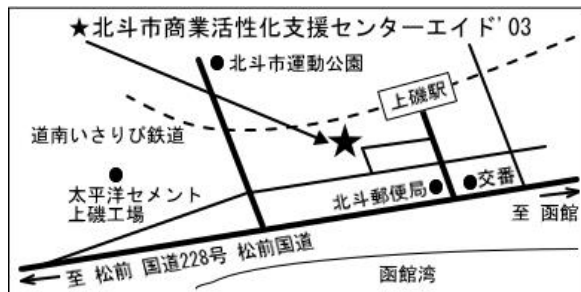 ★北斗市商業活性化支援センターエイド'03
北斗市運動公園
上磯駅
道南いさりび鉄道
太平洋セメント
上磯工場
北斗郵便局
交番
至 函館
至 松前 国道228号 松前国道
函館湾